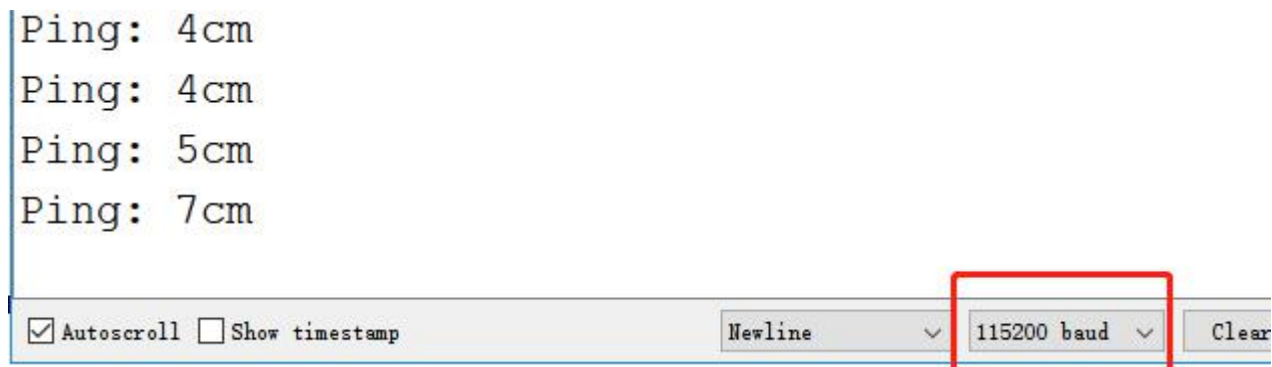 Ping: 4cm
Ping: 4cm
Ping: 5cm
Ping: 7cm
Autoscroll Show timestamp Newline 115200 baud Clear